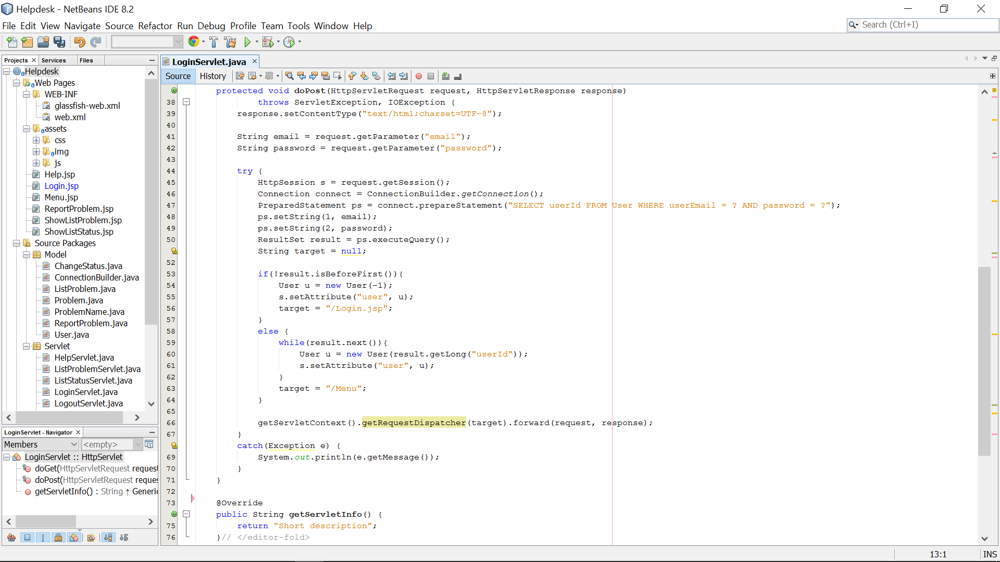 Helpdesk - NetBeans IDE 8.2
File Edit View Navigate Source Refactor Run Debug Profile Team Tools Window Help
Search (Ctrl+I)
Projects
Services
Files
Helpdesk
Web Pages
WEB-INF
glassfish-web.xml
web.xml
assets
css
img
js
Help.jsp
Login.jsp
Menu.jsp
ReportProblem.jsp
ShowListProblem.jsp
ShowListStatus.jsp
Source Packages
Model
ChangeStatus.java
ConnectionBuilder.java
ListProblem.java
Problem.java
ProblemName.java
ReportProblem.java
User.java
Servlet
HelpServlet.java
ListProblemServlet.java
ListStatusServlet.java
LoginServlet.java
LogoutServlet.java
LoginServlet - Navigator
Members
<empty>
LoginServlet :: HttpServlet
doGet(HttpServletRequest request
doPost(HttpServletRequest reques
getServletInfo() : String ↑ Generic
LoginServlet.java
Source History
protected void doPost(HttpServletRequest request, HttpServletResponse response)
38 throws ServletException, IOException {
39 response.setContentType("text/html;charset=UTF-8");
40
41 String email = request.getParameter("email");
42 String password = request.getParameter("password");
43
44 try {
45 HttpSession s = request.getSession();
46 Connection connect = ConnectionBuilder.getConnection();
47 PreparedStatement ps = connect.prepareStatement("SELECT userId FROM User WHERE userEmail = ? AND password = ?");
48 ps.setString(1, email);
49 ps.setString(2, password);
50 ResultSet result = ps.executeQuery();
String target = null;
52
53 if(!result.isBeforeFirst()){
54 User u = new User(-1);
55 s.setAttribute("user", u);
56 target = "/Login.jsp";
57 }
58 else {
59 while(result.next()){
60 User u = new User(result.getLong("userId"));
61 s.setAttribute("user", u);
62 }
63 target = "/Menu";
64 }
65
66 getServletContext().getRequestDispatcher(target).forward(request, response);
67 }
catch(Exception e) {
69 System.out.println(e.getMessage());
70 }
71 }
72
73 @Override
public String getServletInfo() {
75 return "Short description";
76 }// </editor-fold>
13:1
INS